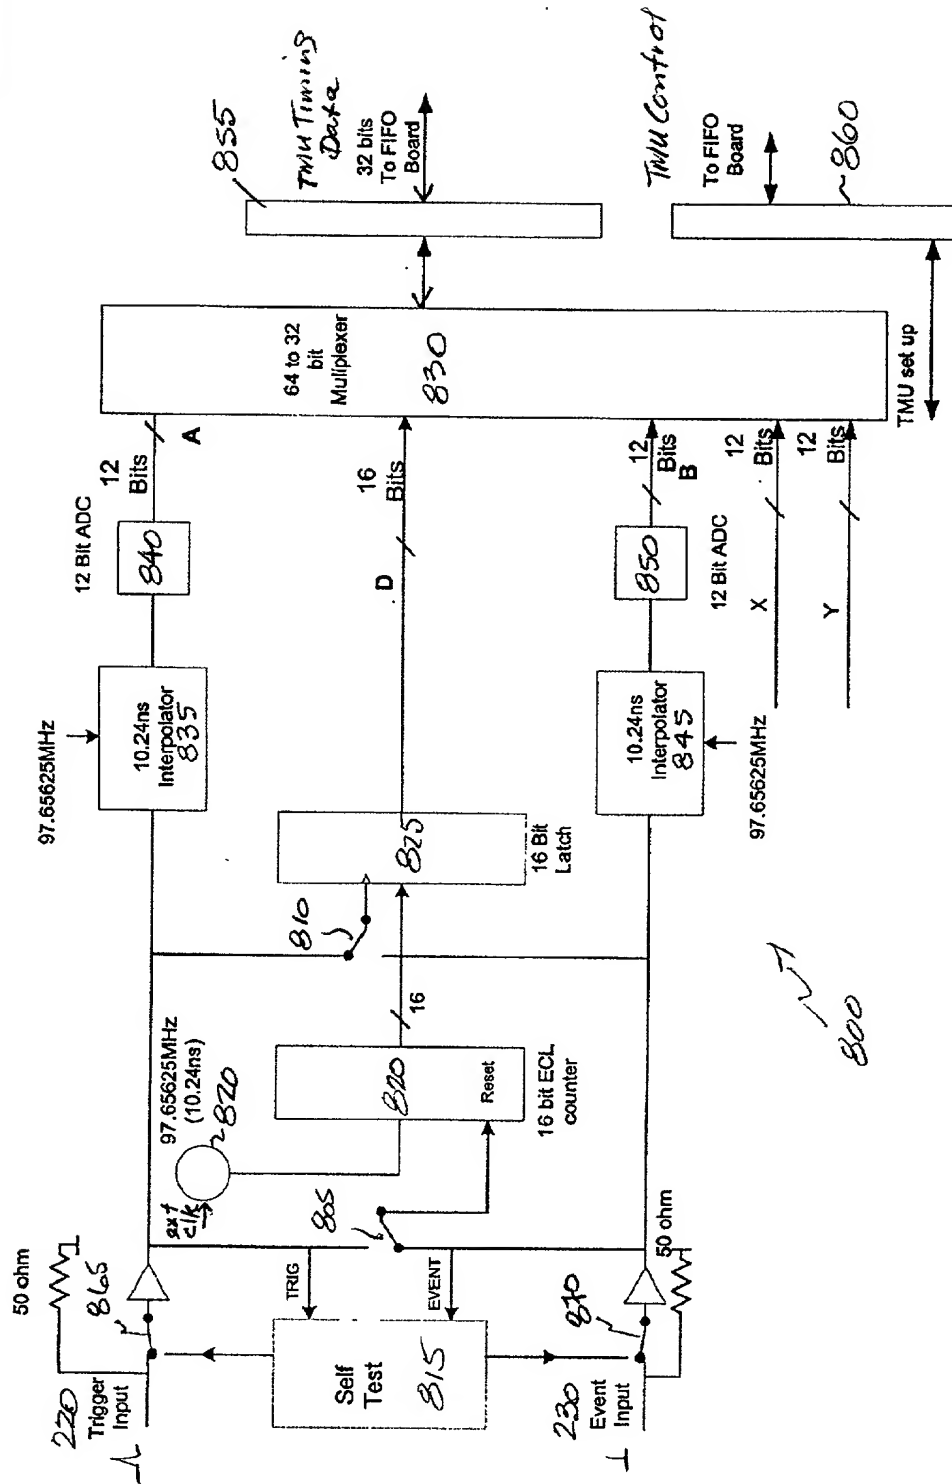 50 ohm
865
220
Trigger
Input
ext
clk
97.65625MHz
(10.24ns)
820
97.65625MHz
10.24ns
Interpolator
835
12 Bit ADC
840
12
Bits
A
64 to 32
bit
Muliplexer
830
855
TMU Timing
Data
32 bits
To FIFO
Board
TRIG
Self
Test
815
EVENT
805
820
Reset
16 bit ECL
counter
16
810
825
16 Bit
Latch
D
16
Bits
230
Event
Input
870
50 ohm
10.24ns
Interpolator
845
97.65625MHz
850
12 Bit ADC
12
Bits
B
X
12
Bits
Y
12
Bits
TMU set up
TMU Control
To FIFO
Board
860
800